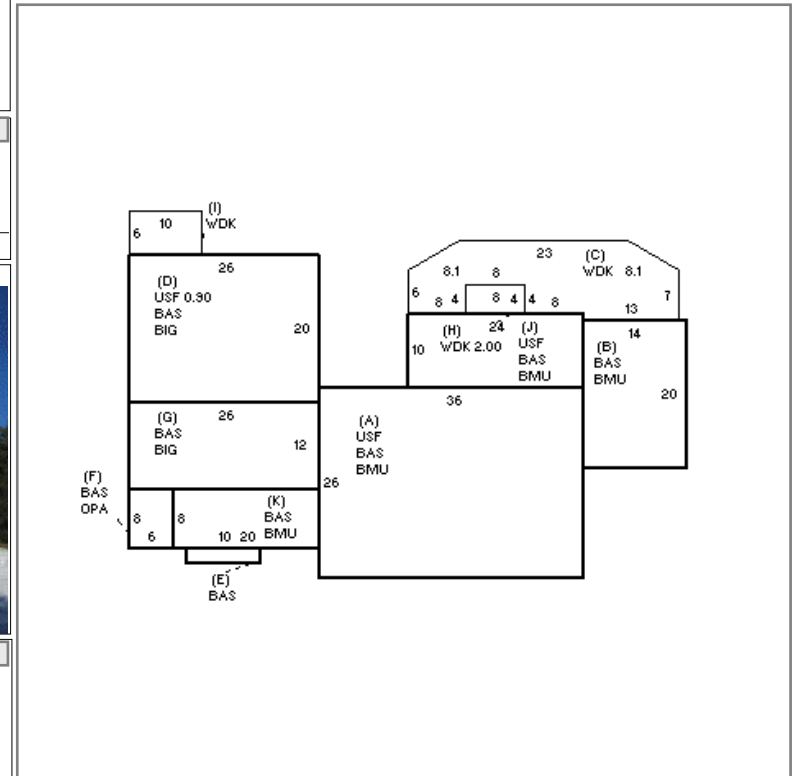 (I)
WDK
10
6
26
(D)
USF 0.90
BAS
BIG
20
23
(C)
WDK 8.1
8.1
8
6
8 4
8 4
4
8
7
13
24
(H)
WDK 2.00
(J)
USF
BAS
BMU
10
14
(B)
BAS
BMU
20
26
(G)
BAS
BIG
12
36
(A)
USF
BAS
BMU
26
(F)
BAS
OPA
8
6
8
(K)
BAS
BMU
10 20
(E)
BAS